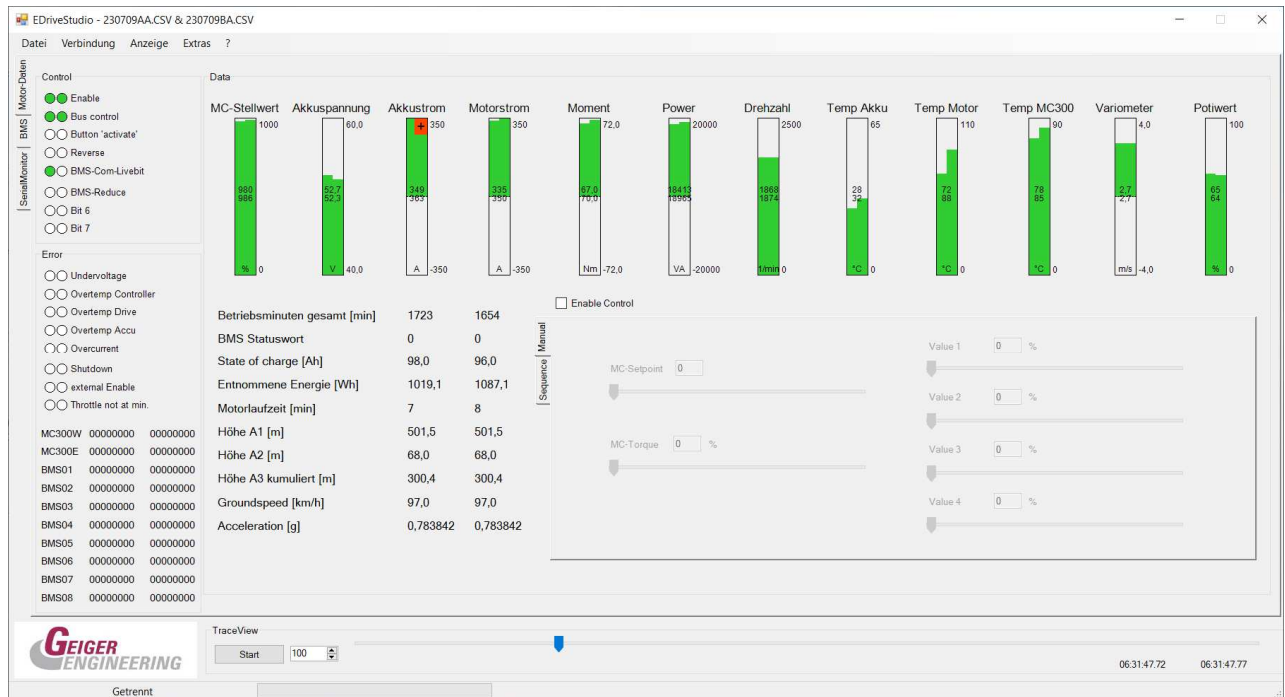 EDriveStudio - 230709AA.CSV & 230709BA.CSV
Datei Verbindung Anzeige Extras ?
Motor-Daten
BMS
SerialMonitor
Control
Enable
Bus control
Button 'activate'
Reverse
BMS-Com-Livebit
BMS-Reduce
Bit 6
Bit 7
Error
Undervoltage
Overtemp Controller
Overtemp Drive
Overtemp Accu
Overcurrent
Shutdown
external Enable
Throttle not at min.
MC300W 00000000 00000000
MC300E 00000000 00000000
BMS01 00000000 00000000
BMS02 00000000 00000000
BMS03 00000000 00000000
BMS04 00000000 00000000
BMS05 00000000 00000000
BMS06 00000000 00000000
BMS07 00000000 00000000
BMS08 00000000 00000000
Data
MC-Stellwert Akkuspannung Akkustrom Motorstrom Moment Power Drehzahl Temp Akku Temp Motor Temp MC300 Variometer Potiwert
1000 60,0 + 350 350 72,0 20000 2500 65 110 90 4,0 100
980 52,7 349 335 67,0 18413 1868 28 72 78 2,7 65
986 52,3 363 350 70,0 18965 1874 32 88 85 2,7 64
% 0 V 40,0 A -350 A -350 Nm -72,0 VA -20000 1/min 0 °C 0 °C 0 °C 0 m/s -4,0 % 0
Betriebsminuten gesamt [min] 1723 1654
BMS Statuswort 0 0
State of charge [Ah] 98,0 96,0
Entnommene Energie [Wh] 1019,1 1087,1
Motorlaufzeit [min] 7 8
Höhe A1 [m] 501,5 501,5
Höhe A2 [m] 68,0 68,0
Höhe A3 kumuliert [m] 300,4 300,4
Groundspeed [km/h] 97,0 97,0
Acceleration [g] 0,783842 0,783842
Enable Control
Manual
Sequence
MC-Setpoint 0
MC-Torque 0 %
Value 1 0 %
Value 2 0 %
Value 3 0 %
Value 4 0 %
GEIGER
ENGINEERING
TraceView
Start 100
06:31:47.72 06:31:47.77
Getrennt